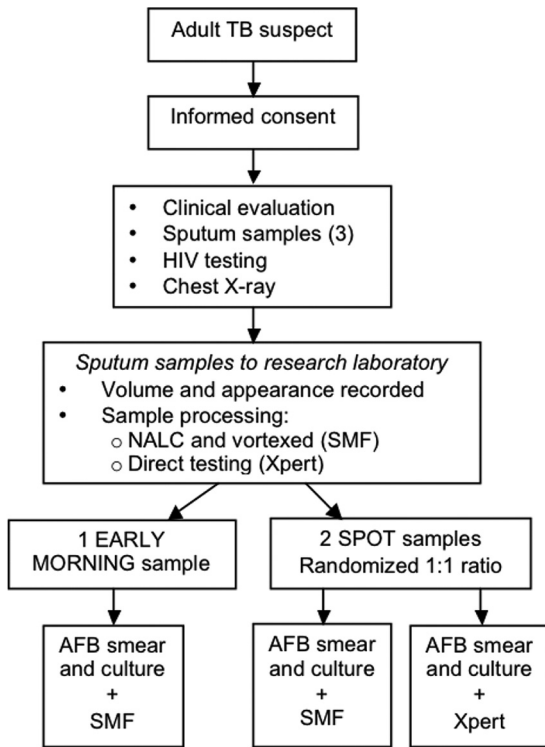 Adult TB suspect
Informed consent
• Clinical evaluation
• Sputum samples (3)
• HIV testing
• Chest X-ray
Sputum samples to research laboratory
• Volume and appearance recorded
• Sample processing:
o NALC and vortexed (SMF)
o Direct testing (Xpert)
1 EARLY
MORNING sample
2 SPOT samples
Randomized 1:1 ratio
AFB smear
and culture
+
SMF
AFB smear
and culture
+
SMF
AFB smear
and culture
+
Xpert